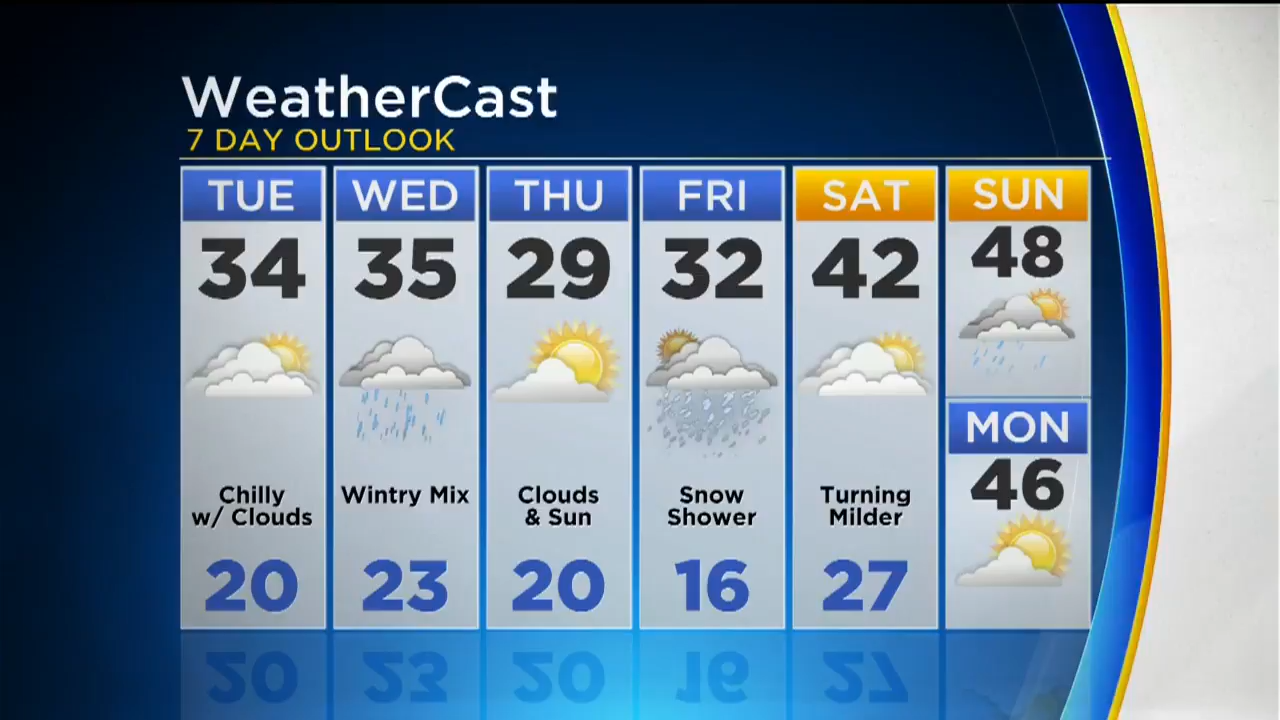 WeatherCast
7 DAY OUTLOOK
TUE
34
Chilly
w/ Clouds
20
WED
35
Wintry Mix
23
THU
29
Clouds
& Sun
20
FRI
32
Snow
Shower
16
SAT
42
Turning
Milder
27
SUN
48
MON
46